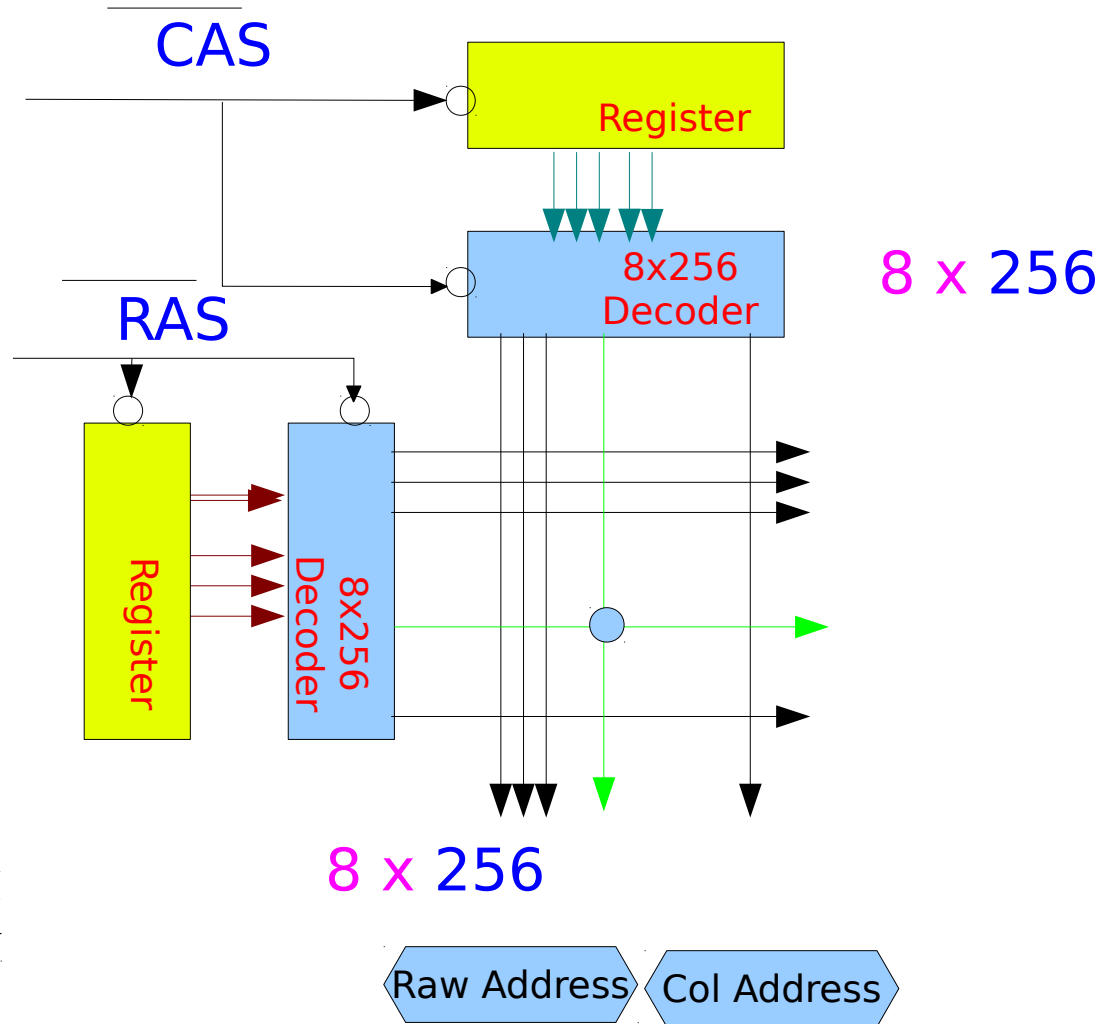 CAS
Register
8x256
Decoder
8 x 256
RAS
Register
8x256
Decoder
8 x 256
Raw Address
Col Address